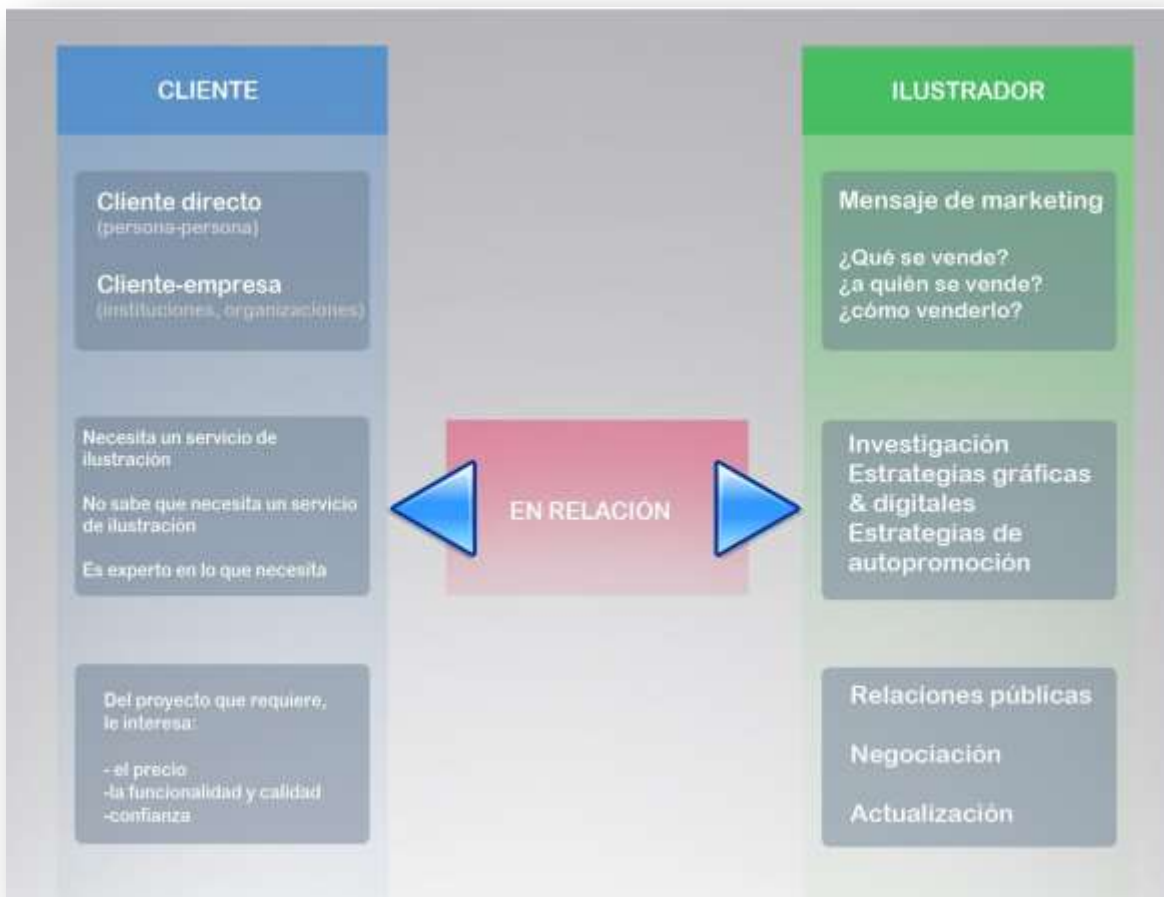 CLIENTE
Cliente directo
(persona-persona)
Cliente-empresa
(instituciones, organizaciones)
Necesita un servicio de
ilustración
No sabe que necesita un servicio
de ilustración
Es experto en lo que necesita
Del proyecto que requiere,
le interesa:
- el precio
-la funcionalidad y calidad
-confianza
EN RELACIÓN
ILUSTRADOR
Mensaje de marketing
¿Qué se vende?
¿a quién se vende?
¿cómo venderlo?
Investigación
Estrategias gráficas
& digitales
Estrategias de
autopromoción
Relaciones públicas
Negociación
Actualización